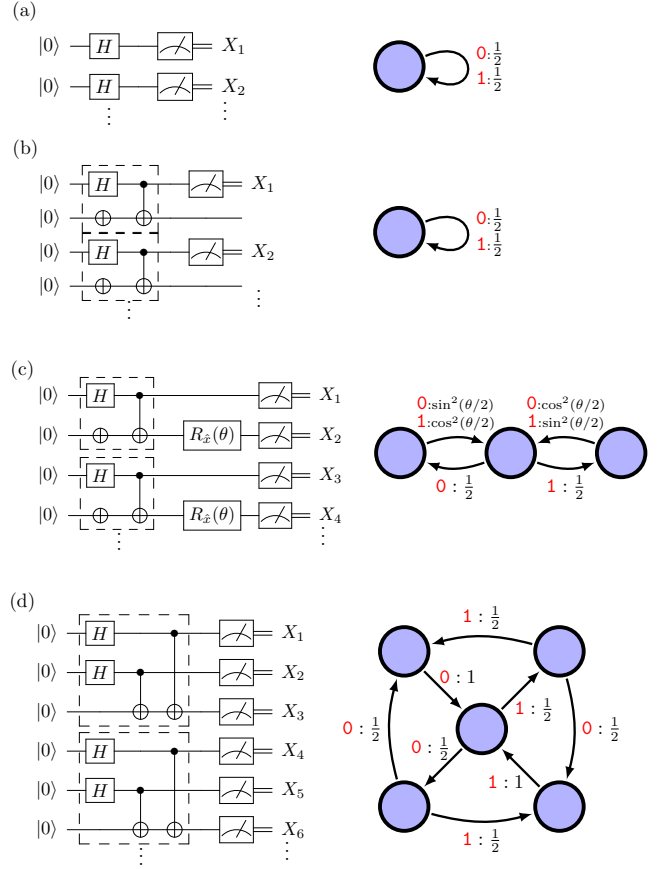 (a)
|0⟩ H X₁
|0⟩ H X₂
⋮ ⋮
0:½
1:½
(b)
|0⟩ H X₁
|0⟩
|0⟩ H X₂
|0⟩
⋮ ⋮
0:½
1:½
(c)
|0⟩ H X₁
|0⟩ Rx̂(θ) X₂
|0⟩ H X₃
|0⟩ Rx̂(θ) X₄
⋮ ⋮
0:sin²(θ/2) 0:cos²(θ/2)
1:cos²(θ/2) 1:sin²(θ/2)
0 : ½ 1 : ½
(d)
|0⟩ H X₁
|0⟩ H X₂
|0⟩ X₃
|0⟩ H X₄
|0⟩ H X₅
|0⟩ X₆
⋮ ⋮
1 : ½
0 : 1
1 : ½
0 : ½ 0 : ½ 0 : ½
1 : 1
1 : ½